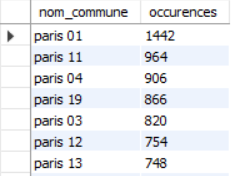 nom_commune occurences
paris 01 1442
paris 11 964
paris 04 906
paris 19 866
paris 03 820
paris 12 754
paris 13 748